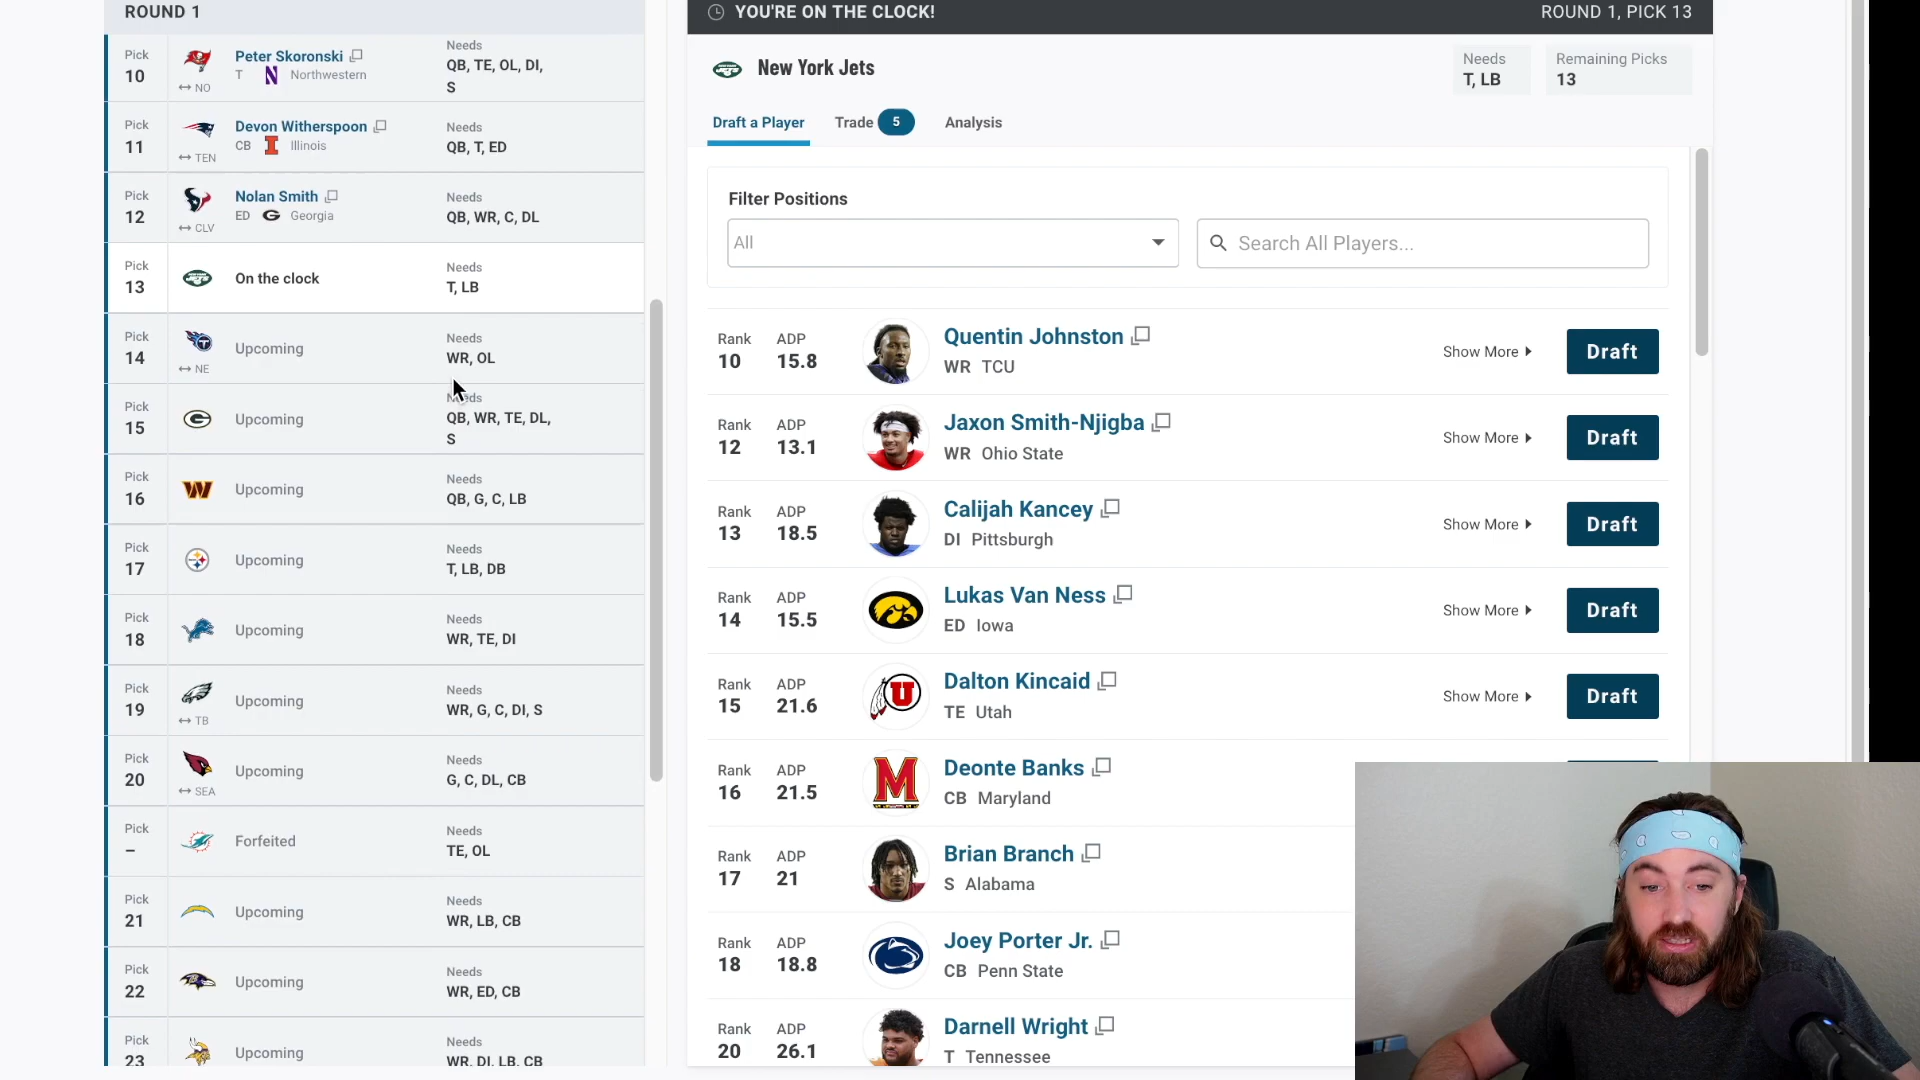 ROUND 1
Pick
10
NO
Peter Skoronski
T Northwestern
Needs
QB, TE, OL, DI,
S
Pick
11
TEN
Devon Witherspoon
CB Illinois
Needs
QB, T, ED
Pick
12
CLV
Nolan Smith
ED Georgia
Needs
QB, WR, C, DL
Pick
13
On the clock
Needs
T, LB
Pick
14
NE
Upcoming
Needs
WR, OL
Pick
15
Upcoming
Needs
QB, WR, TE, DL,
S
Pick
16
Upcoming
Needs
QB, G, C, LB
Pick
17
Upcoming
Needs
T, LB, DB
Pick
18
Upcoming
Needs
WR, TE, DI
Pick
19
TB
Upcoming
Needs
WR, G, C, DI, S
Pick
20
SEA
Upcoming
Needs
G, C, DL, CB
Pick
–
Forfeited
Needs
TE, OL
Pick
21
Upcoming
Needs
WR, LB, CB
Pick
22
Upcoming
Needs
WR, ED, CB
Pick
23
Upcoming
Needs
WR, DI, LB, CB
YOU'RE ON THE CLOCK!
ROUND 1, PICK 13
New York Jets
Needs
T, LB
Remaining Picks
13
Draft a Player
Trade 5
Analysis
Filter Positions
All
Search All Players...
Rank ADP
10 15.8
Quentin Johnston
WR TCU
Show More
Draft
Rank ADP
12 13.1
Jaxon Smith-Njigba
WR Ohio State
Show More
Draft
Rank ADP
13 18.5
Calijah Kancey
DI Pittsburgh
Show More
Draft
Rank ADP
14 15.5
Lukas Van Ness
ED Iowa
Show More
Draft
Rank ADP
15 21.6
Dalton Kincaid
TE Utah
Show More
Draft
Rank ADP
16 21.5
Deonte Banks
CB Maryland
Rank ADP
17 21
Brian Branch
S Alabama
Rank ADP
18 18.8
Joey Porter Jr.
CB Penn State
Rank ADP
20 26.1
Darnell Wright
T Tennessee